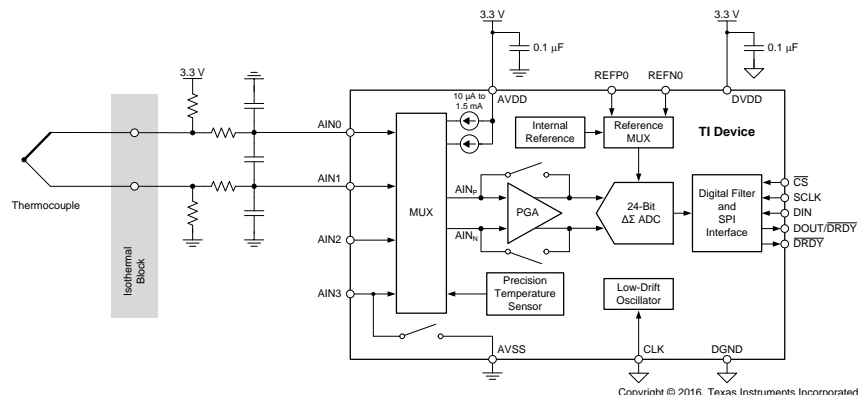 3.3 V
0.1 μF
3.3 V
0.1 μF
3.3 V
10 μA to
1.5 mA
AVDD
REFP0
REFN0
DVDD
Internal
Reference
Reference
MUX
TI Device
AIN0
AIN1
AIN2
AIN3
Thermocouple
Isothermal
Block
MUX
AINP
AINN
PGA
24-Bit
ΔΣ ADC
Digital Filter
and
SPI
Interface
CS
SCLK
DIN
DOUT/DRDY
DRDY
Precision
Temperature
Sensor
Low-Drift
Oscillator
AVSS
CLK
DGND
Copyright © 2016, Texas Instruments Incorporated